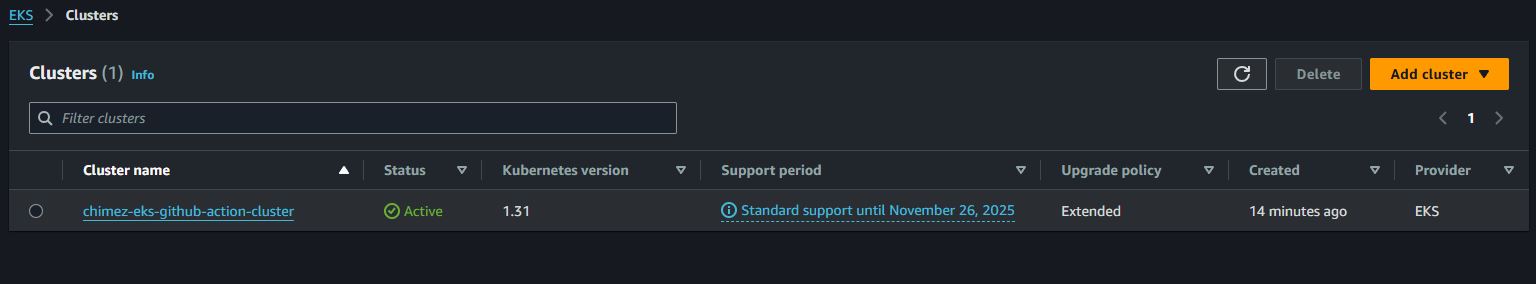 EKS > Clusters
Clusters (1) Info
Delete
Add cluster
Filter clusters
1
Cluster name Status Kubernetes version Support period Upgrade policy Created Provider
chimez-eks-github-action-cluster Active 1.31 Standard support until November 26, 2025 Extended 14 minutes ago EKS